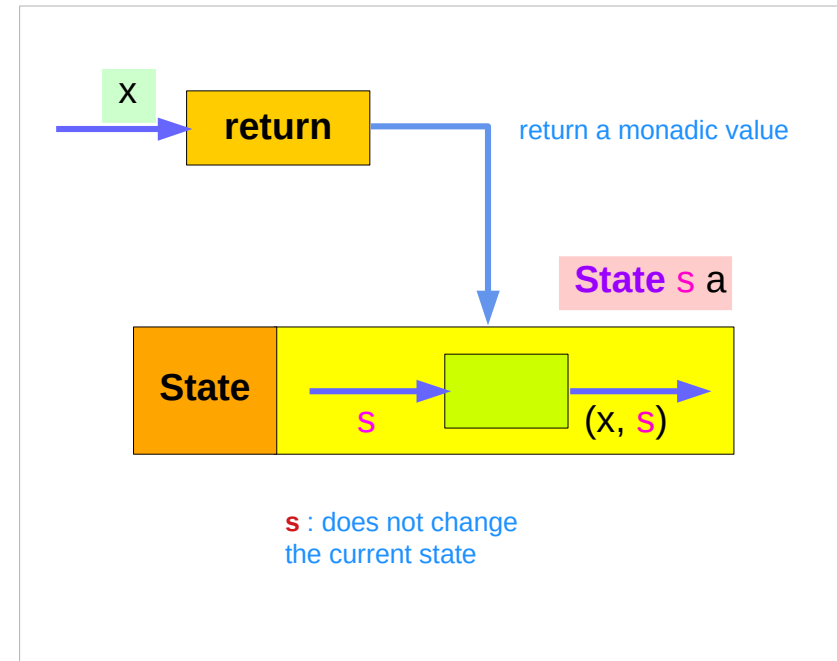 x
return
return a monadic value
State s a
State
s
(x, s)
s : does not change
the current state